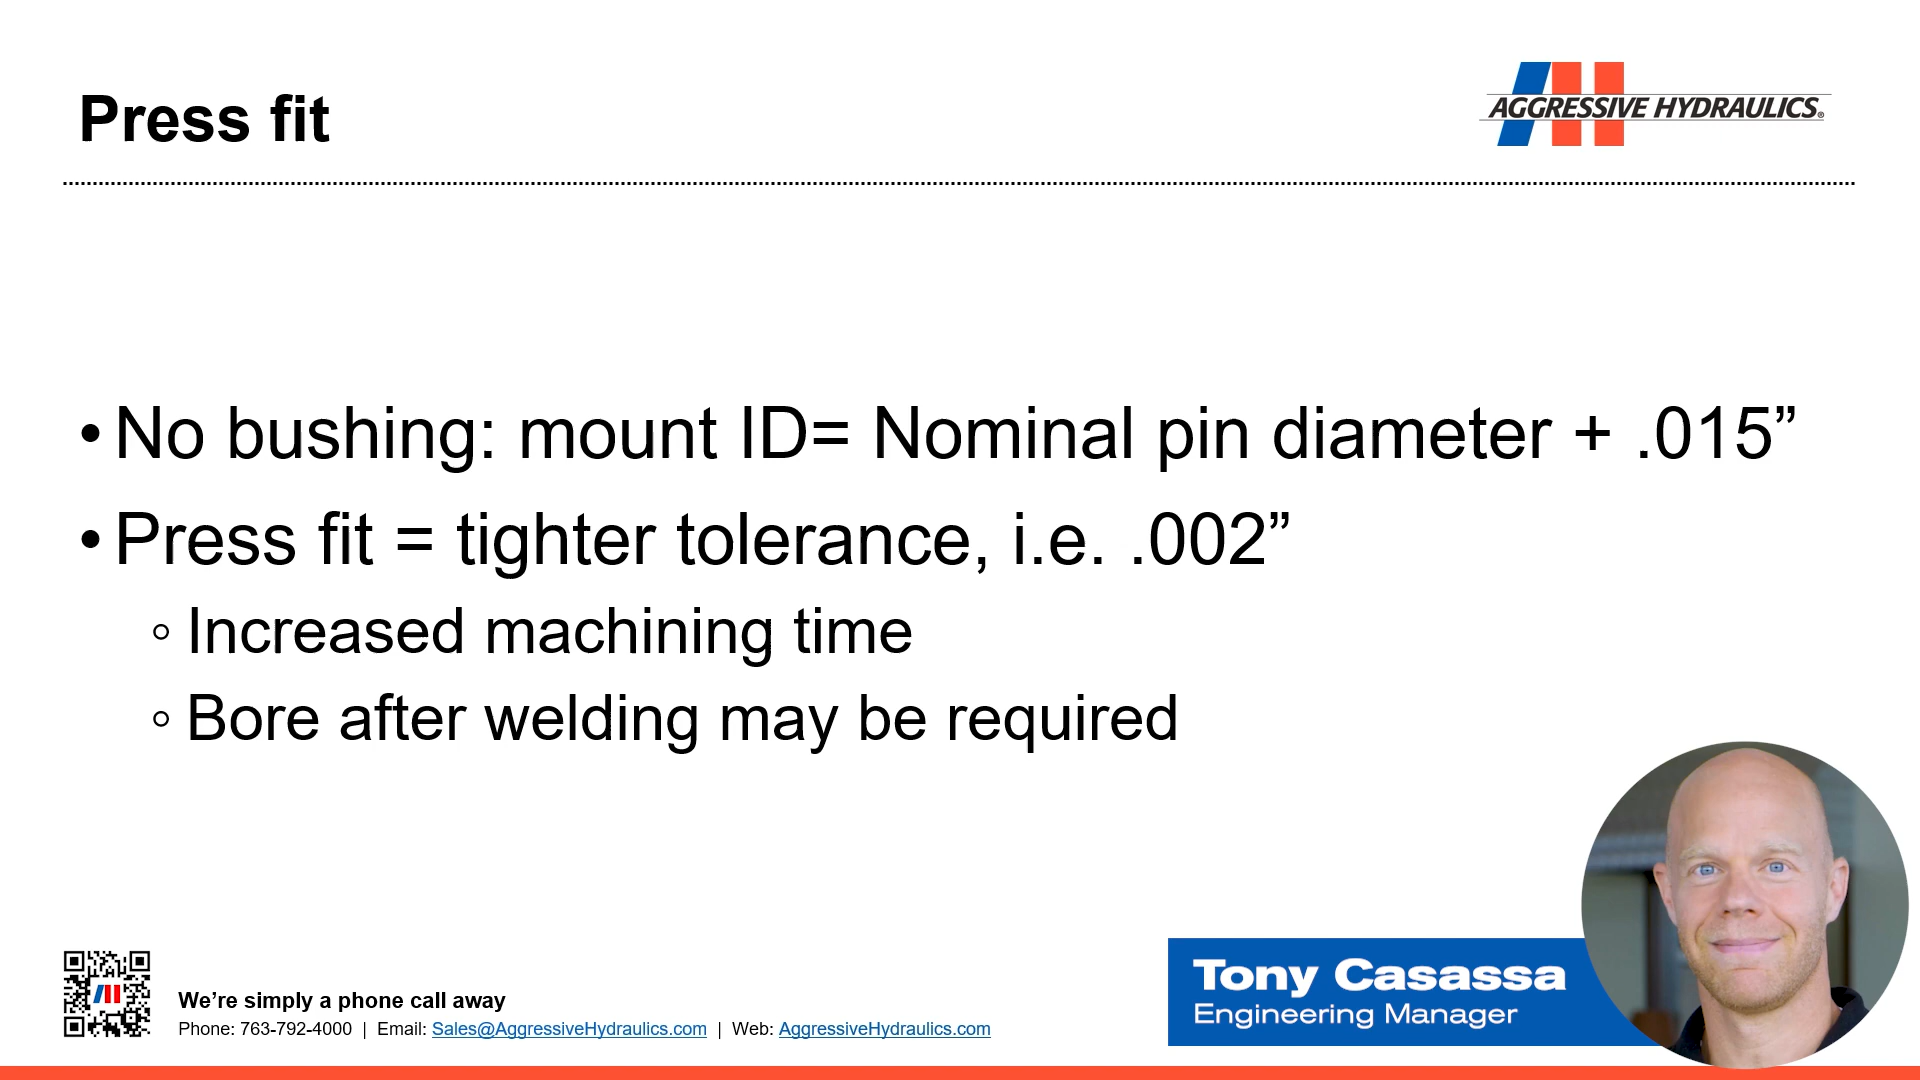 Press fit
AGGRESSIVE HYDRAULICS®
• No bushing: mount ID= Nominal pin diameter + .015”
• Press fit = tighter tolerance, i.e. .002”
◦ Increased machining time
◦ Bore after welding may be required
We’re simply a phone call away
Phone: 763-792-4000 | Email: Sales@AggressiveHydraulics.com | Web: AggressiveHydraulics.com
Tony Casassa
Engineering Manager